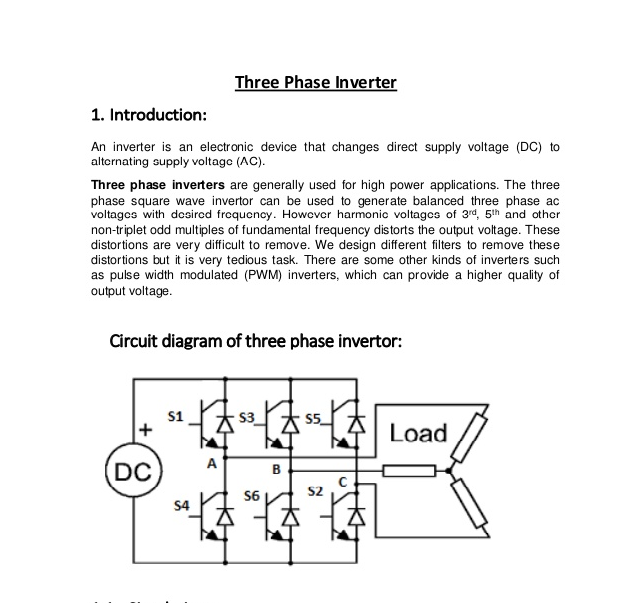 Three Phase Inverter
1. Introduction:
An inverter is an electronic device that changes direct supply voltage (DC) to
alternating supply voltage (AC).
Three phase inverters are generally used for high power applications. The three
phase square wave invertor can be used to generate balanced three phase ac
voltages with desired frequency. However harmonic voltages of 3rd, 5th and other
non-triplet odd multiples of fundamental frequency distorts the output voltage. These
distortions are very difficult to remove. We design different filters to remove these
distortions but it is very tedious task. There are some other kinds of inverters such
as pulse width modulated (PWM) inverters, which can provide a higher quality of
output voltage.
Circuit diagram of three phase invertor:
S1 S3 S5 Load
+
A B C
DC
S4 S6 S2